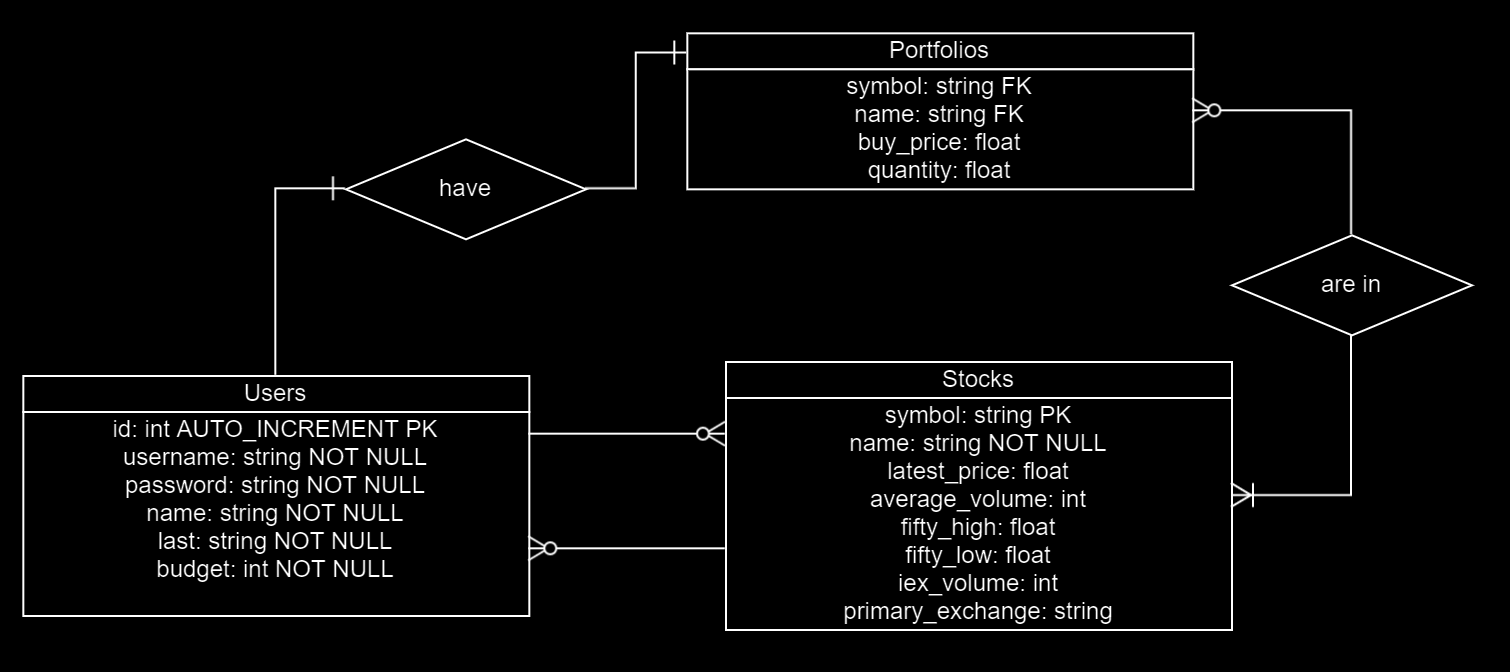 Portfolios
symbol: string FK
name: string FK
buy_price: float
quantity: float
have
are in
Users
id: int AUTO_INCREMENT PK
username: string NOT NULL
password: string NOT NULL
name: string NOT NULL
last: string NOT NULL
budget: int NOT NULL
Stocks
symbol: string PK
name: string NOT NULL
latest_price: float
average_volume: int
fifty_high: float
fifty_low: float
iex_volume: int
primary_exchange: string